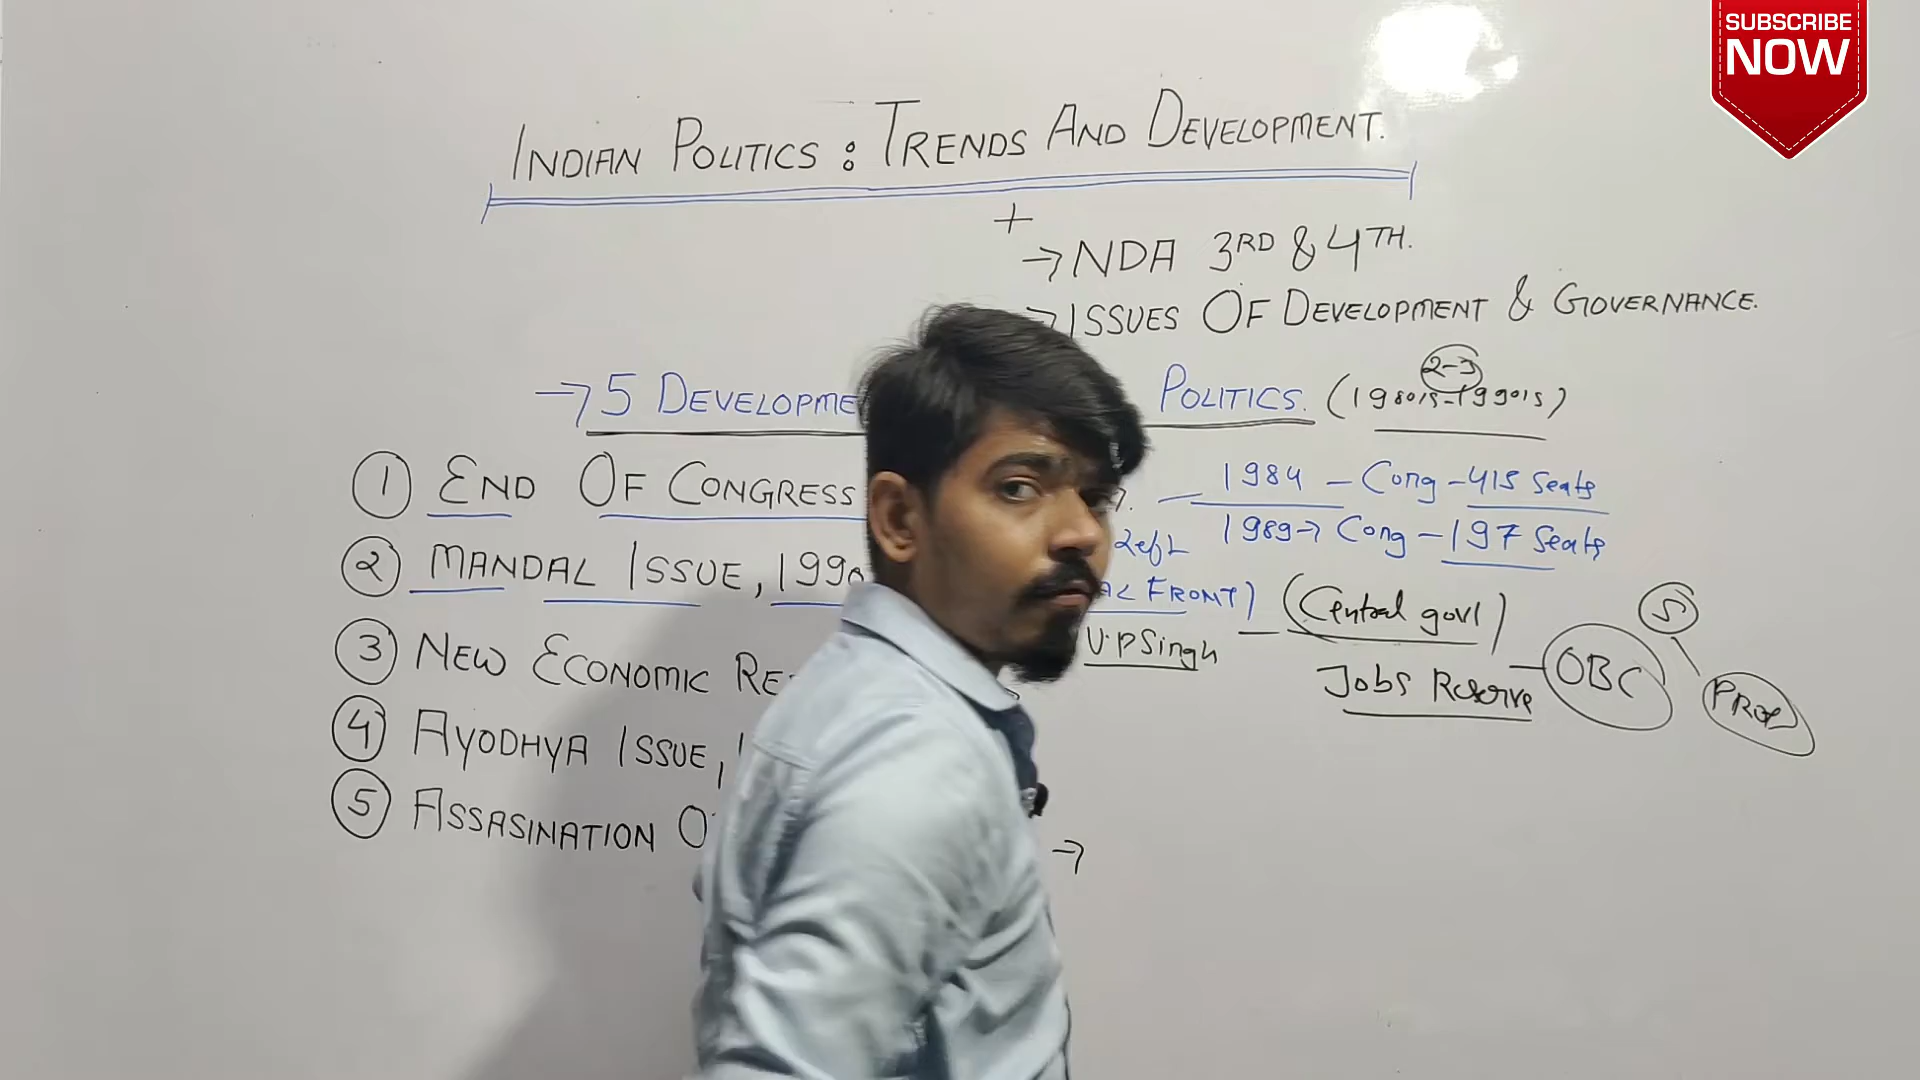 SUBSCRIBE
NOW
INDIAN POLITICS : TRENDS AND DEVELOPMENT.
+
→ NDA 3RD & 4TH.
→ ISSUES OF DEVELOPMENT & GOVERNANCE.
→ 5 DEVELOPME POLITICS. (1980's-1990's)
2-3
① END OF CONGRESS 1984 - Cong - 415 Seats
1989 → Cong - 197 Seats
② MANDAL ISSUE, 1990 FRONT) (Central govt)
V.P Singh — Jobs Reserve — OBC
③ NEW ECONOMIC RE
④ AYODHYA ISSUE,
⑤ ASSASINATION O →